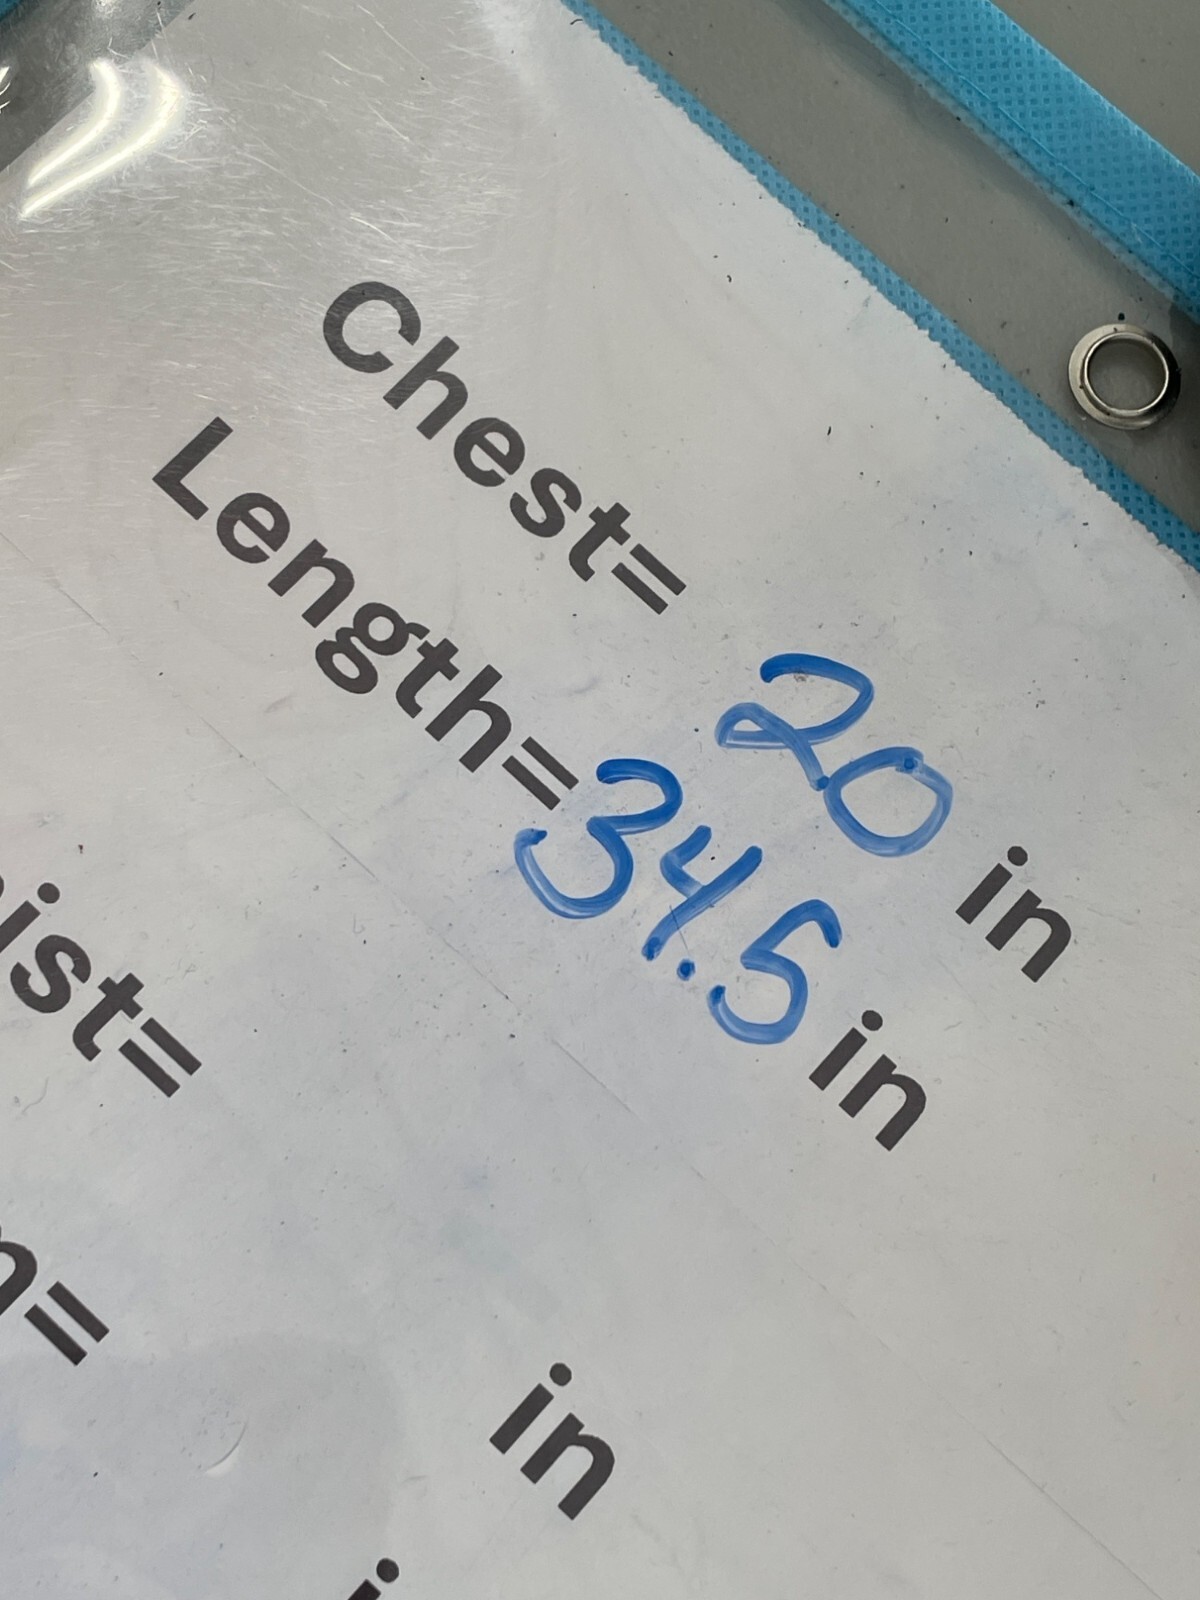 Chest= 20 in
Length= 34.5 in
ist=
in